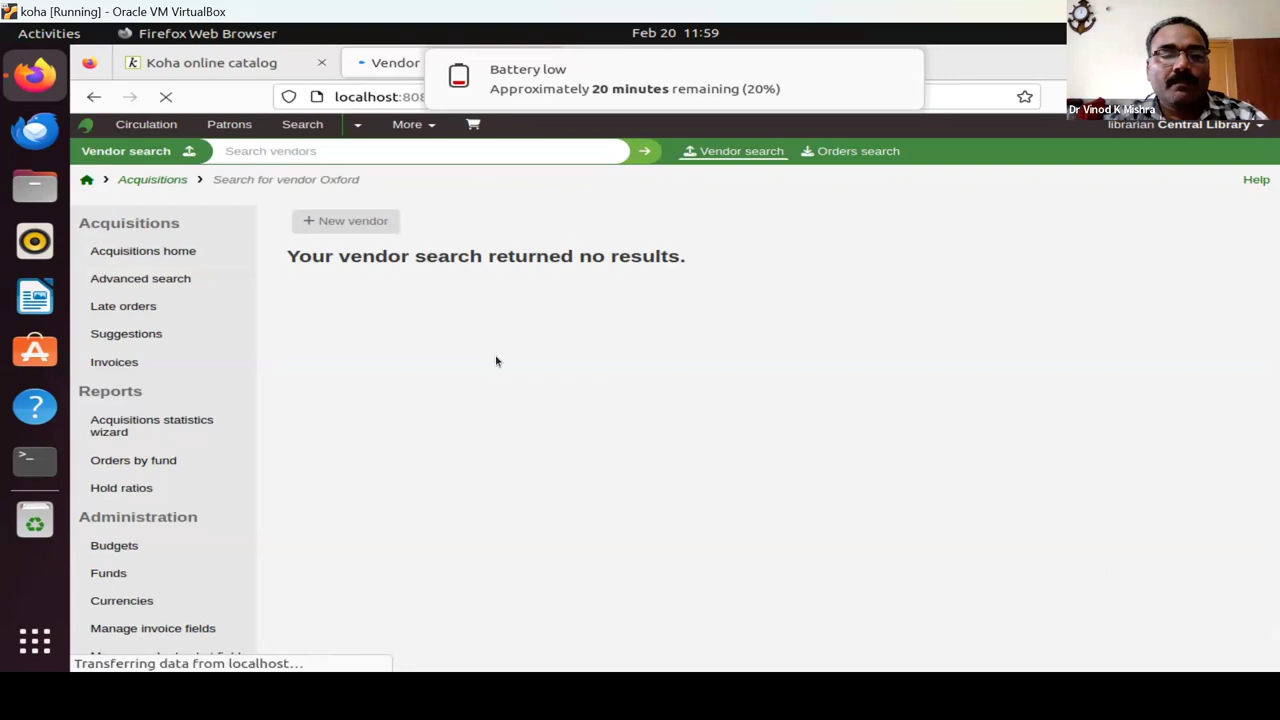 koha [Running] - Oracle VM VirtualBox
Activities
Firefox Web Browser
Feb 20 11:59
Koha online catalog
Vendor
Battery low
Approximately 20 minutes remaining (20%)
localhost:808
Dr Vinod K Mishra
Circulation
Patrons
Search
More
librarian Central Library
Vendor search
Search vendors
Vendor search
Orders search
Acquisitions
Search for vendor Oxford
Help
Acquisitions
+ New vendor
Acquisitions home
Your vendor search returned no results.
Advanced search
Late orders
Suggestions
Invoices
Reports
Acquisitions statistics
wizard
Orders by fund
Hold ratios
Administration
Budgets
Funds
Currencies
Manage invoice fields
Transferring data from localhost…